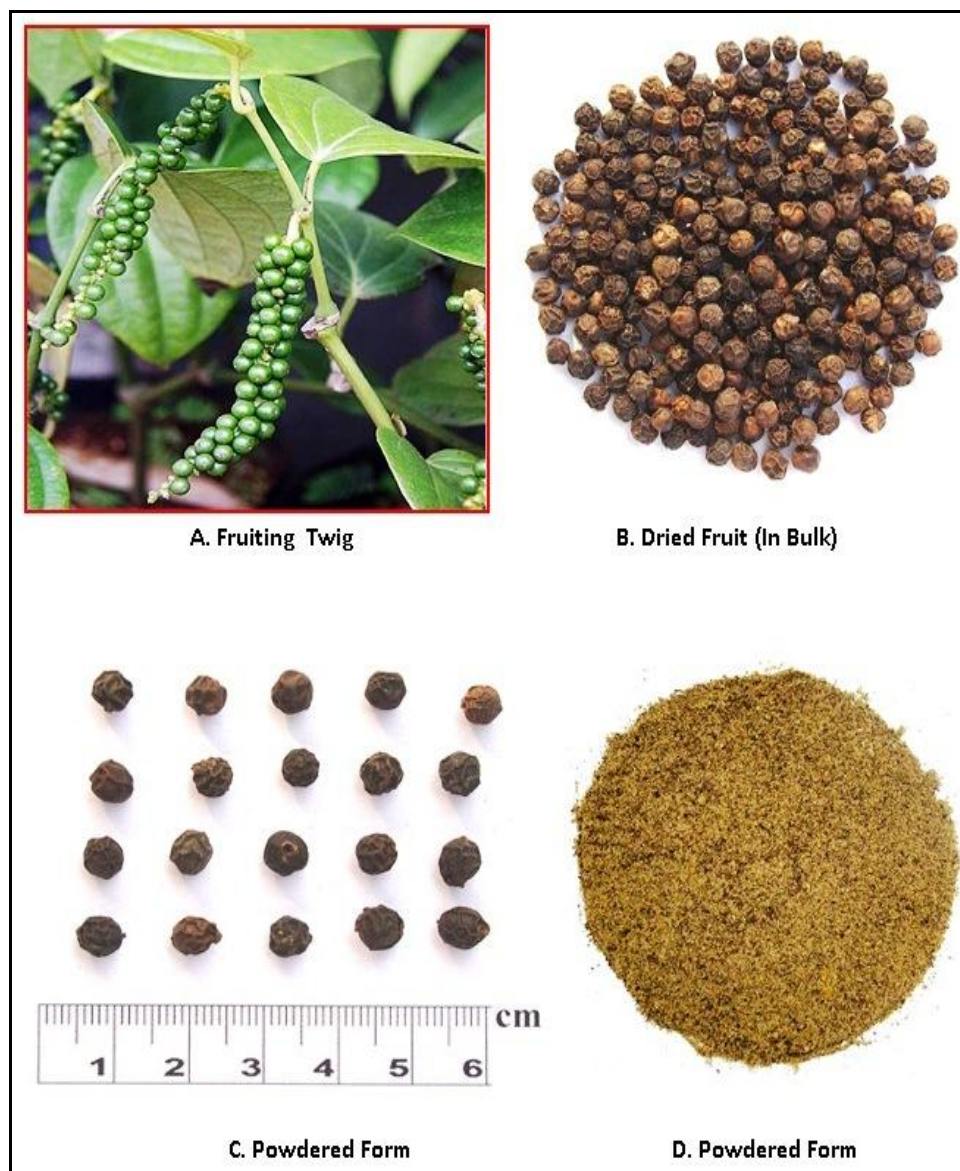 A. Fruiting Twig
B. Dried Fruit (In Bulk)
cm
1 2 3 4 5 6
C. Powdered Form
D. Powdered Form